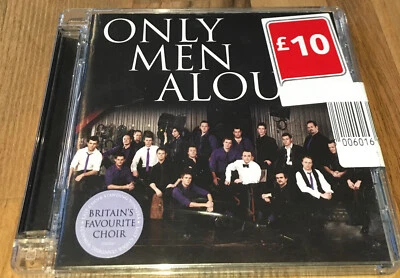 ONLY
MEN
ALOU
£10
006016
BRITAIN'S
FAVOURITE
CHOIR